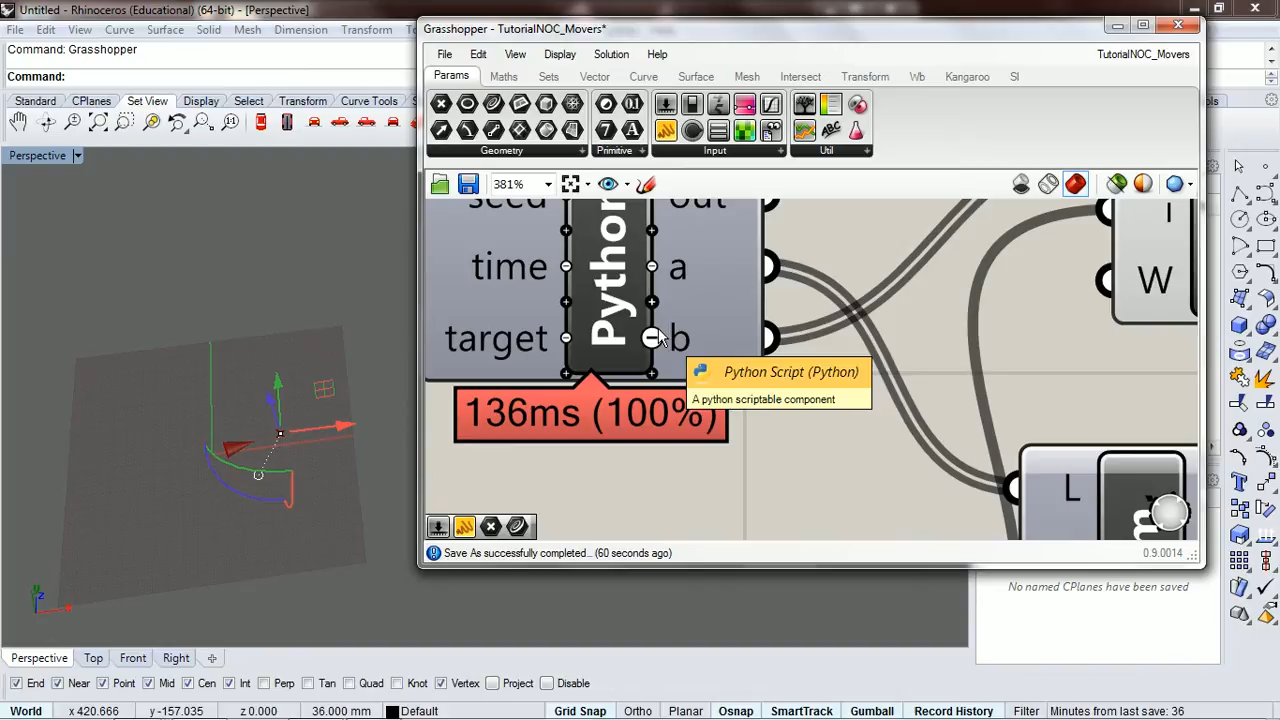 Untitled - Rhinoceros (Educational) (64-bit) - [Perspective]
File Edit View Curve Surface Solid Mesh Dimension Transform
Command: Grasshopper
Command:
Standard CPlanes Set View Display Select Transform Curve Tools
Perspective
Grasshopper - TutorialNOC_Movers*
File Edit View Display Solution Help TutorialNOC_Movers
Params Maths Sets Vector Curve Surface Mesh Intersect Transform Wb Kangaroo SI
Geometry Primitive Input Util
381%
seed out
time a
target b
Python
136ms (100%)
Python Script (Python)
A python scriptable component
i
W
L
Save As successfully completed... (60 seconds ago) 0.9.0014
No named CPlanes have been saved
y
z
x
Perspective Top Front Right
End Near Point Mid Cen Int Perp Tan Quad Knot Vertex Project Disable
World x 420.666 y -157.035 z 0.000 36.000 mm Default Grid Snap Ortho Planar Osnap SmartTrack Gumball Record History Filter Minutes from last save: 36